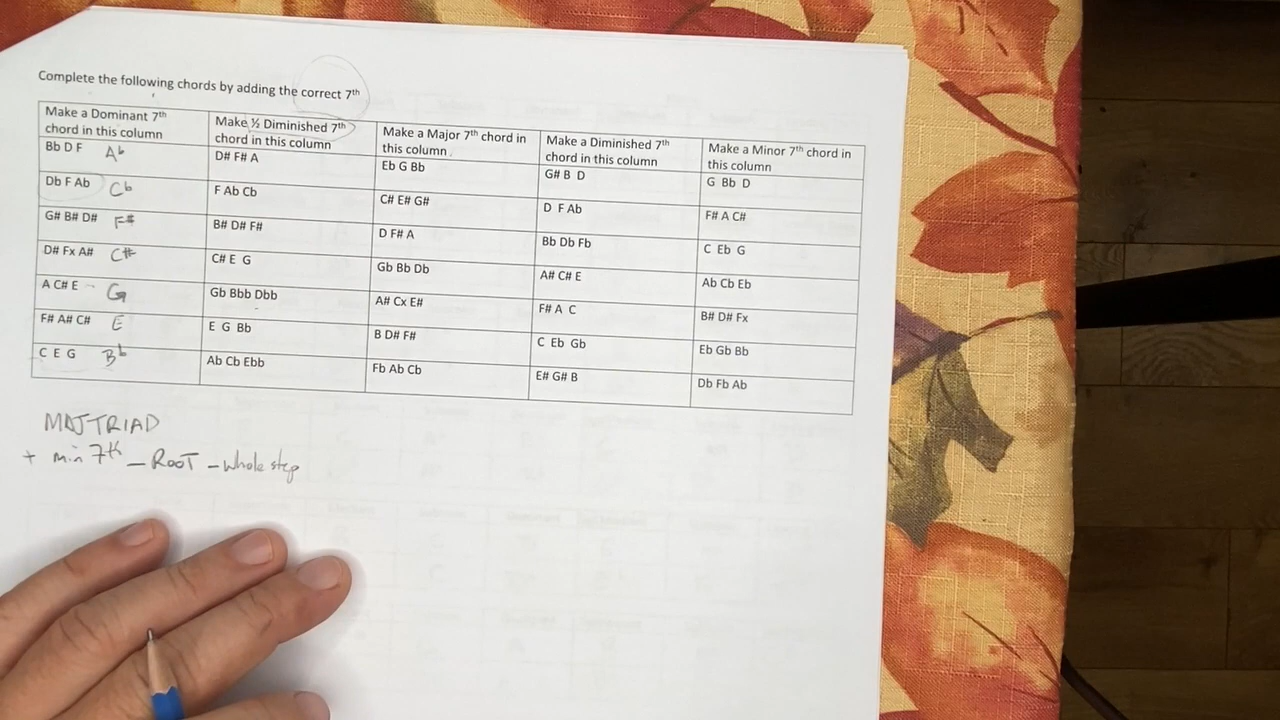 Complete the following chords by adding the correct 7th
Make a Dominant 7th chord in this column
Make ½ Diminished 7th chord in this column
Make a Major 7th chord in this column
Make a Diminished 7th chord in this column
Make a Minor 7th chord in this column
Bb D F Ab
D# F# A
Eb G Bb
G# B D
G Bb D
Db F Ab Cb
F Ab Cb
C# E# G#
D F Ab
F# A C#
G# B# D# F#
B# D# F#
D F# A
Bb Db Fb
C Eb G
D# Fx A# C#
C# E G
Gb Bb Db
A# C# E
Ab Cb Eb
A C# E G
Gb Bbb Dbb
A# Cx E#
F# A C
B# D# Fx
F# A# C# E
E G Bb
B D# F#
C Eb Gb
Eb Gb Bb
C E G Bb
Ab Cb Ebb
Fb Ab Cb
E# G# B
Db Fb Ab
MAJ TRIAD
+ min 7th - ROOT - whole step